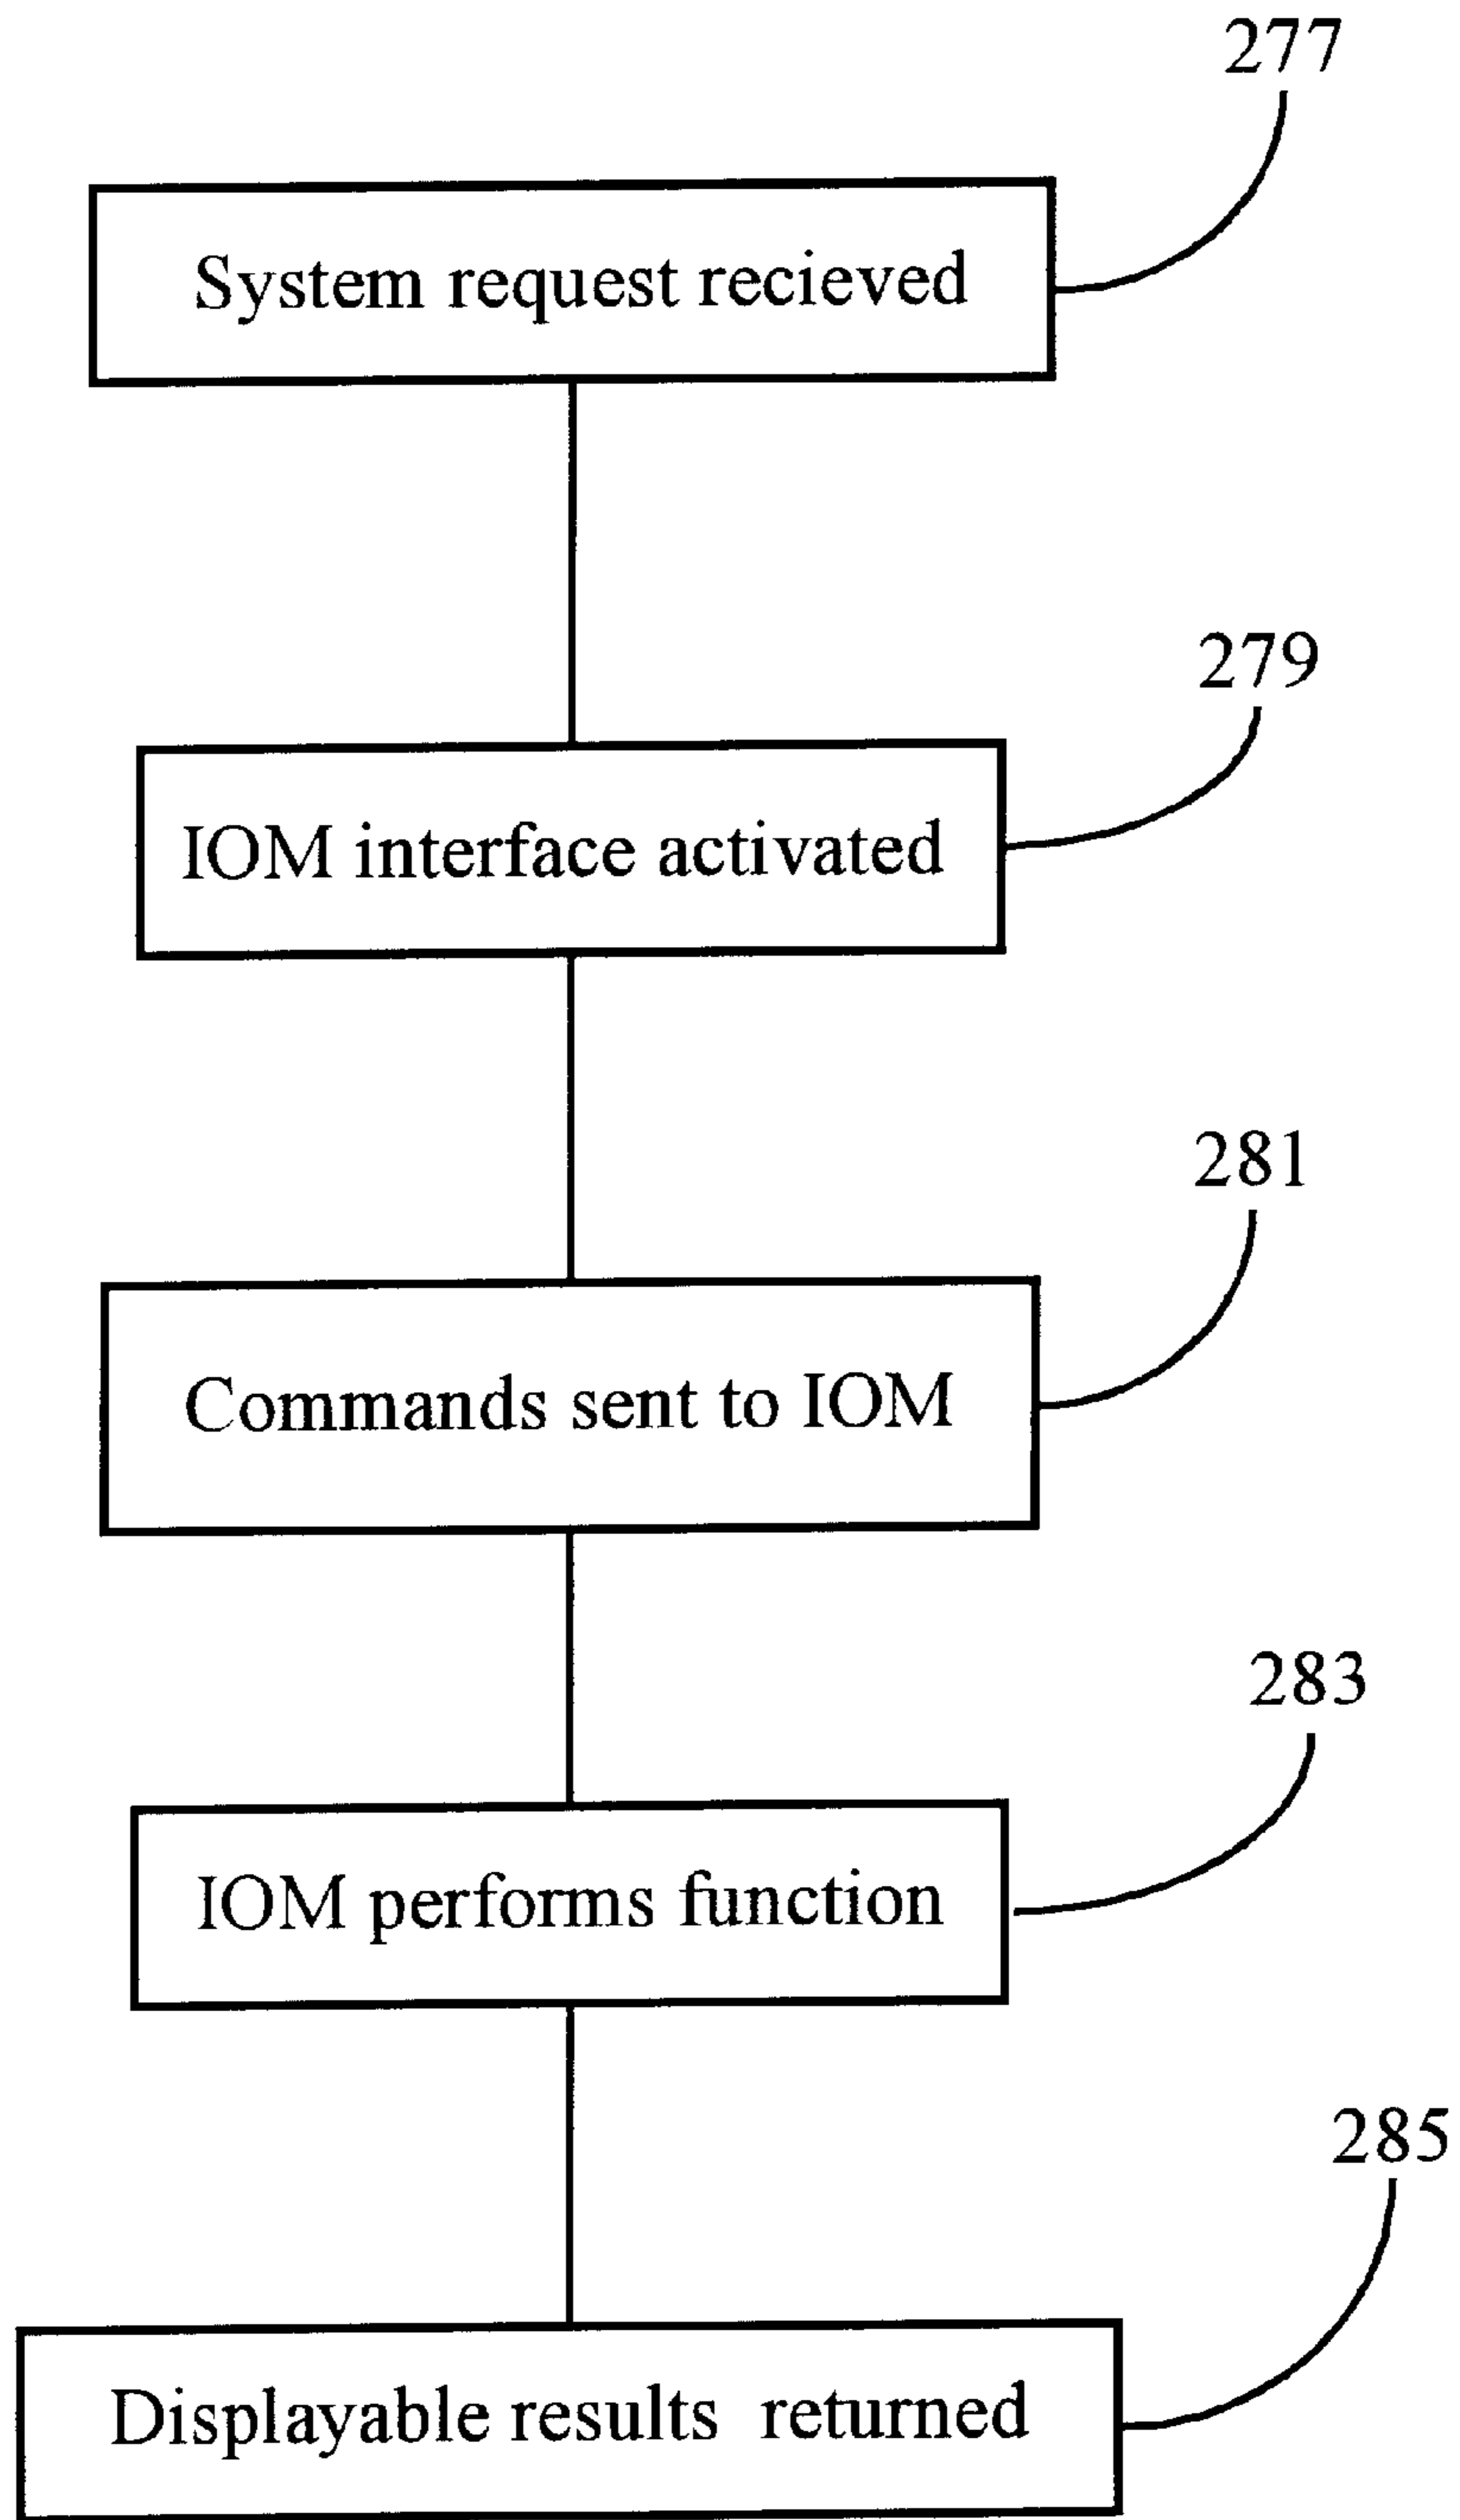 277
System request recieved
279
IOM interface activated
281
Commands sent to IOM
283
IOM performs function
285
Displayable results returned